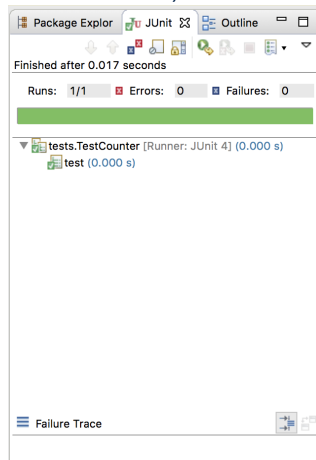 Package Explor JUnit Outline
Finished after 0.017 seconds
Runs: 1/1 Errors: 0 Failures: 0
tests.TestCounter [Runner: JUnit 4] (0.000 s)
test (0.000 s)
Failure Trace